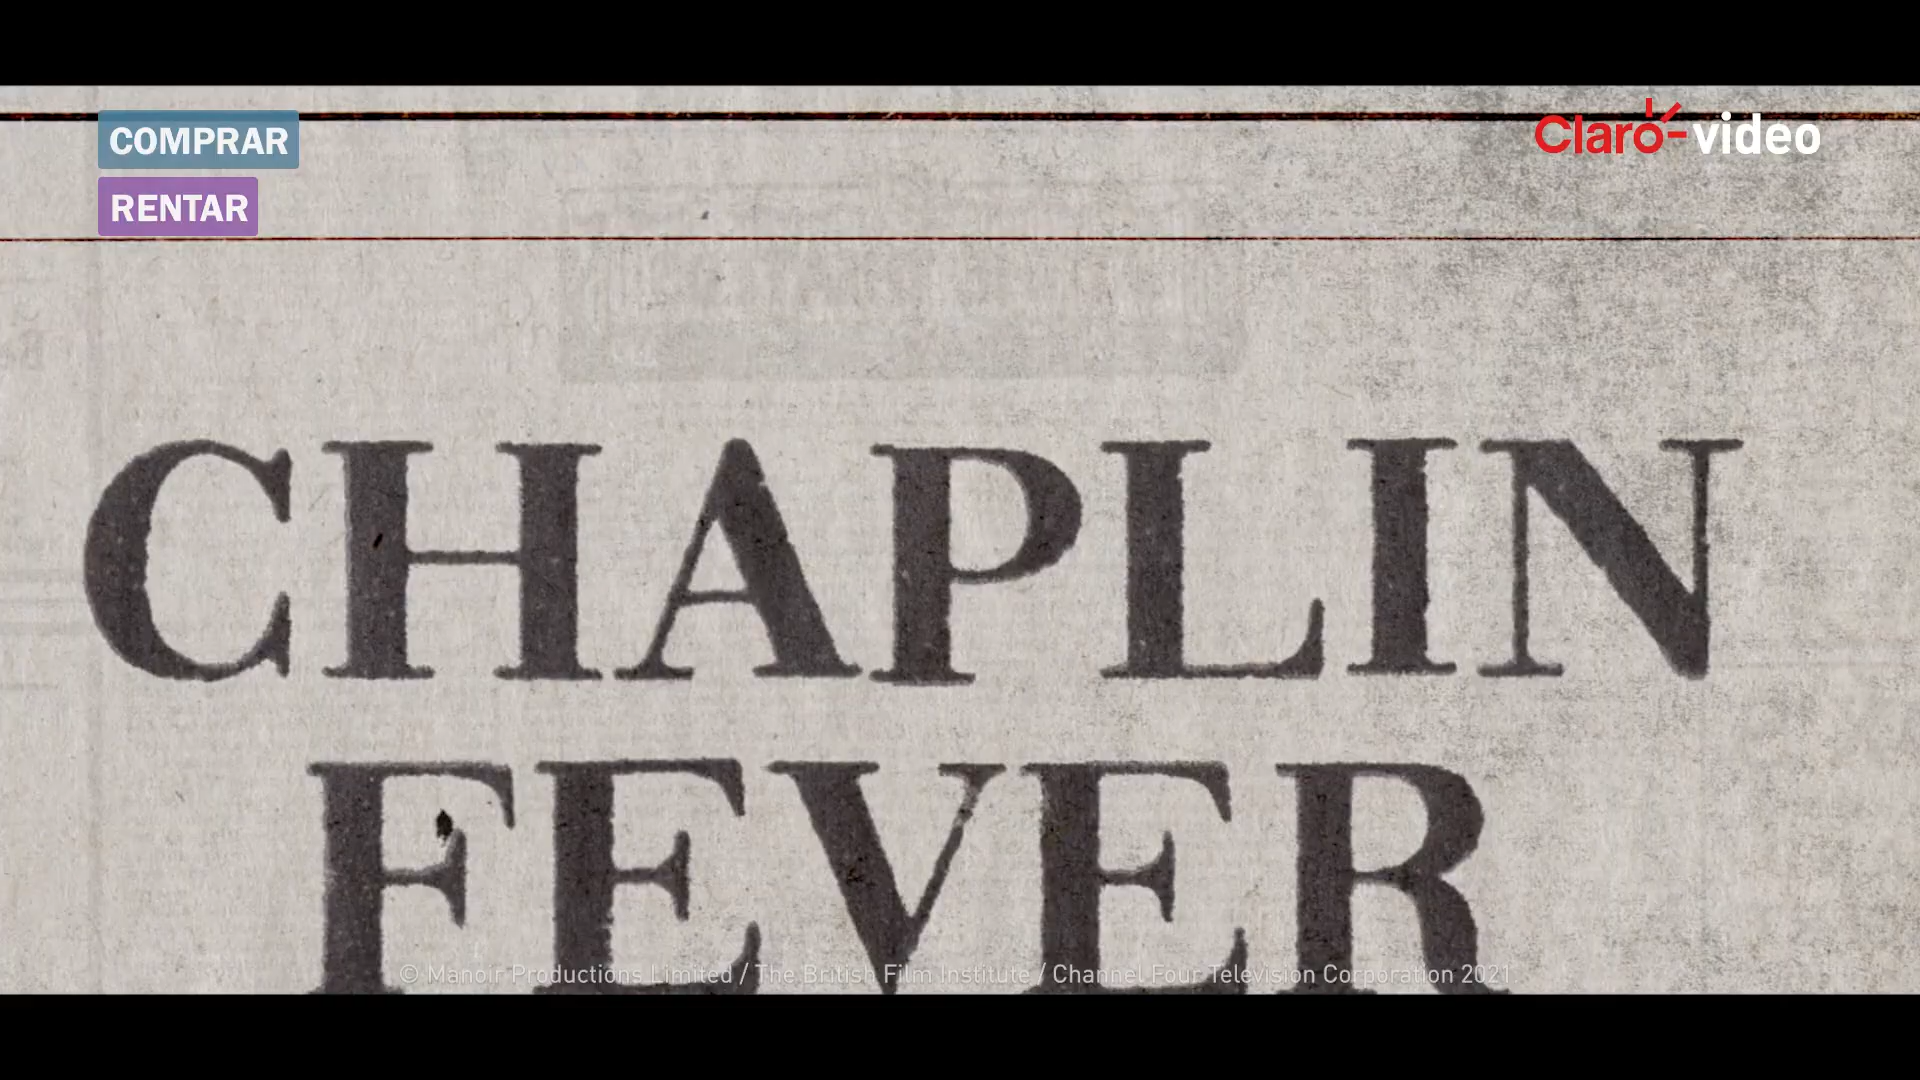 COMPRAR
Claro-video
RENTAR
CHAPLIN
FEVER
© Manoir Productions Limited / The British Film Institute / Channel Four Television Corporation 2021